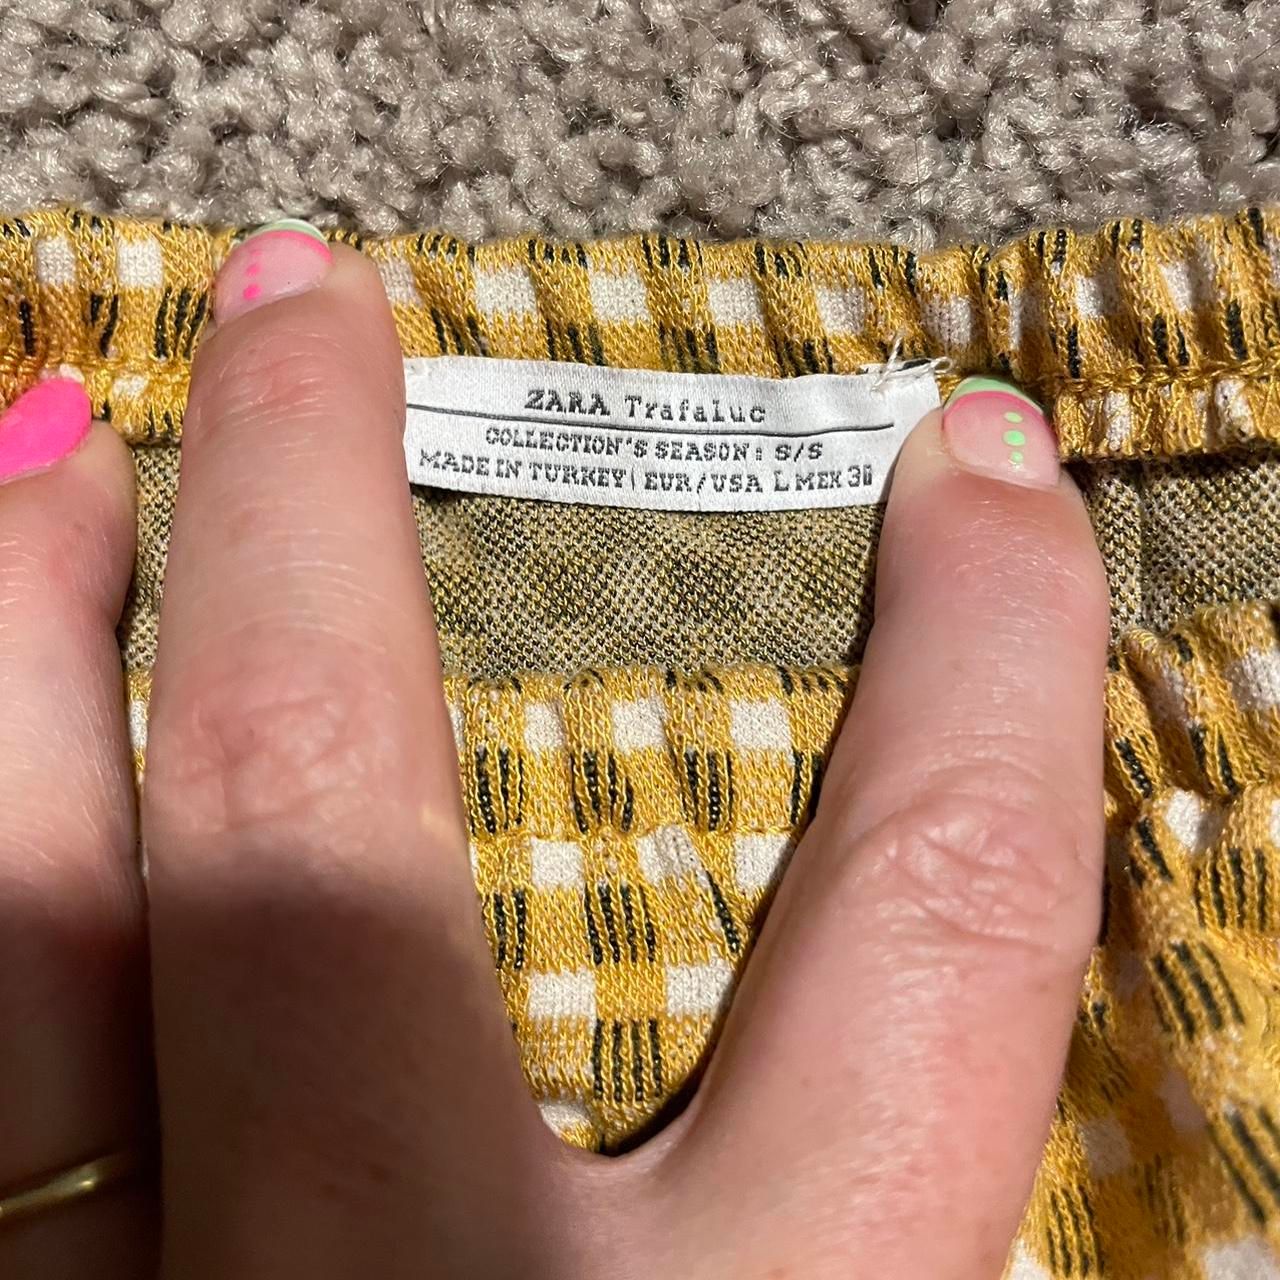 ZARA Trafaluc
COLLECTION'S SEASON: S/S
MADE IN TURKEY | EUR/USA L MEX 30